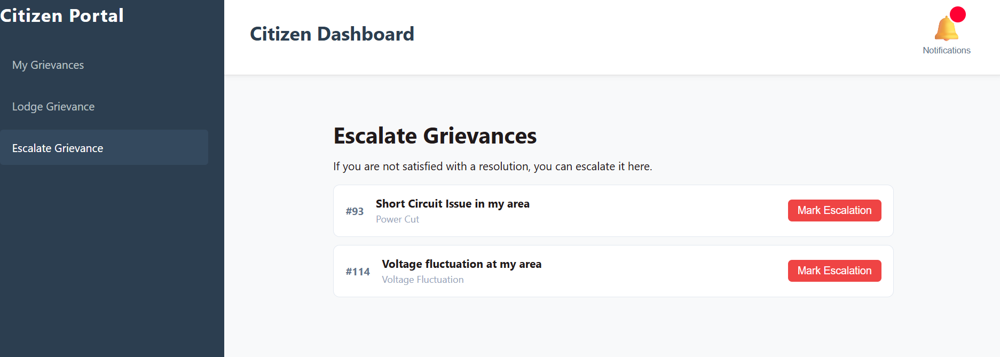 Citizen Portal
My Grievances
Lodge Grievance
Escalate Grievance
Citizen Dashboard
Notifications
Escalate Grievances
If you are not satisfied with a resolution, you can escalate it here.
#93
Short Circuit Issue in my area
Power Cut
Mark Escalation
#114
Voltage fluctuation at my area
Voltage Fluctuation
Mark Escalation